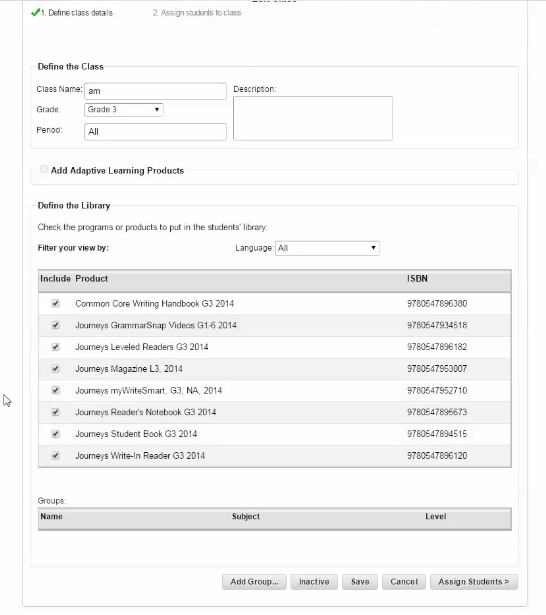 1. Define class details 2. Assign students to class
Define the Class
Class Name: am Description:
Grade: Grade 3
Period: All
Add Adaptive Learning Products
Define the Library
Check the programs or products to put in the students' library:
Filter your view by: Language: All
Include Product ISBN
Common Core Writing Handbook G3 2014 9780547896380
Journeys GrammarSnap Videos G1-6 2014 9780547934518
Journeys Leveled Readers G3 2014 9780547896182
Journeys Magazine L3, 2014 9780547953007
Journeys myWriteSmart, G3, NA, 2014 9780547952710
Journeys Reader's Notebook G3 2014 9780547895673
Journeys Student Book G3 2014 9780547894515
Journeys Write-In Reader G3 2014 9780547896120
Groups:
Name Subject Level
Add Group... Inactive Save Cancel Assign Students >